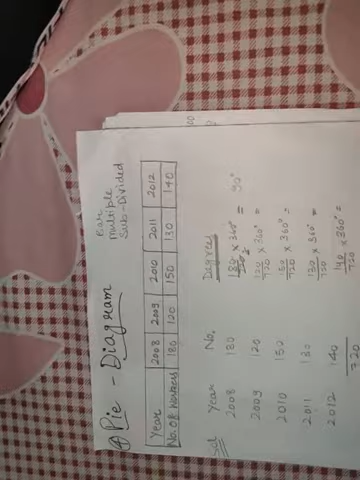 ④ Pie - Diagram
Bar
multiple
Sub-Divided
Year 2008 2009 2010 2011 2012
No. of Workers 180 120 150 130 140
Sol Year No. Degrees
2008 180 180/720 × 360° = 90°
2009 120 120/720 × 360° =
2010 150 150/720 × 360° =
2011 130 130/720 × 360° =
2012 140 140/720 × 360° =
720